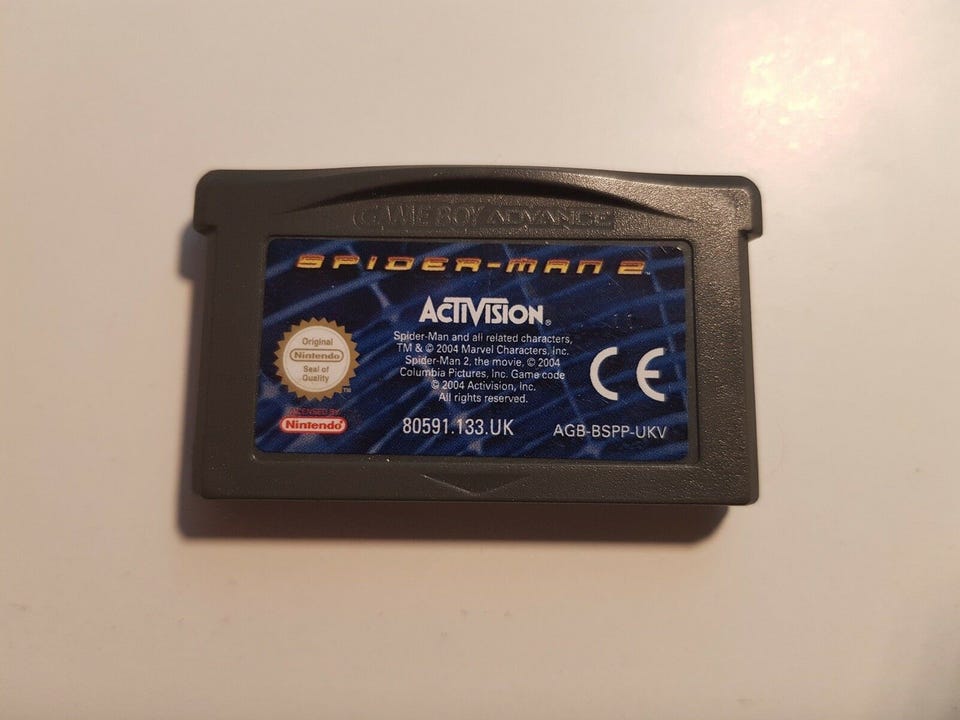 GAME BOY ADVANCE
SPIDER-MAN 2™
ACTIVISION®
Spider-Man and all related characters,
TM & © 2004 Marvel Characters, Inc.
Spider-Man 2, the movie, © 2004
Columbia Pictures, Inc. Game code
© 2004 Activision, Inc.
All rights reserved.
Original
Nintendo
Seal of
Quality
TM
CE
LICENSED BY
Nintendo®
80591.133.UK
AGB-BSPP-UKV